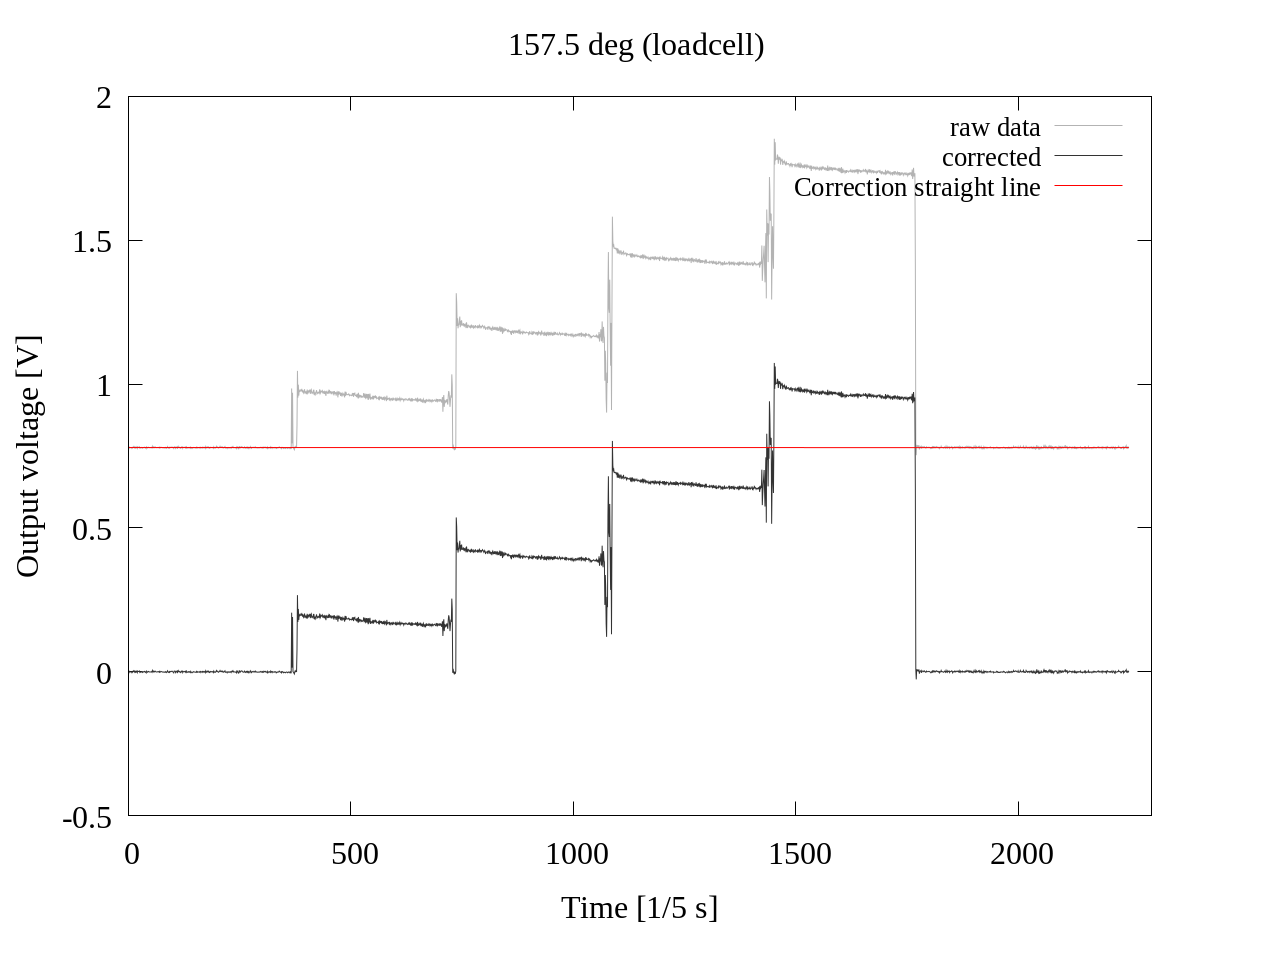 157.5 deg (loadcell)
2
raw data
corrected
Correction straight line
1.5
1
0.5
0
-0.5
Output voltage [V]
0 500 1000 1500 2000
Time [1/5 s]